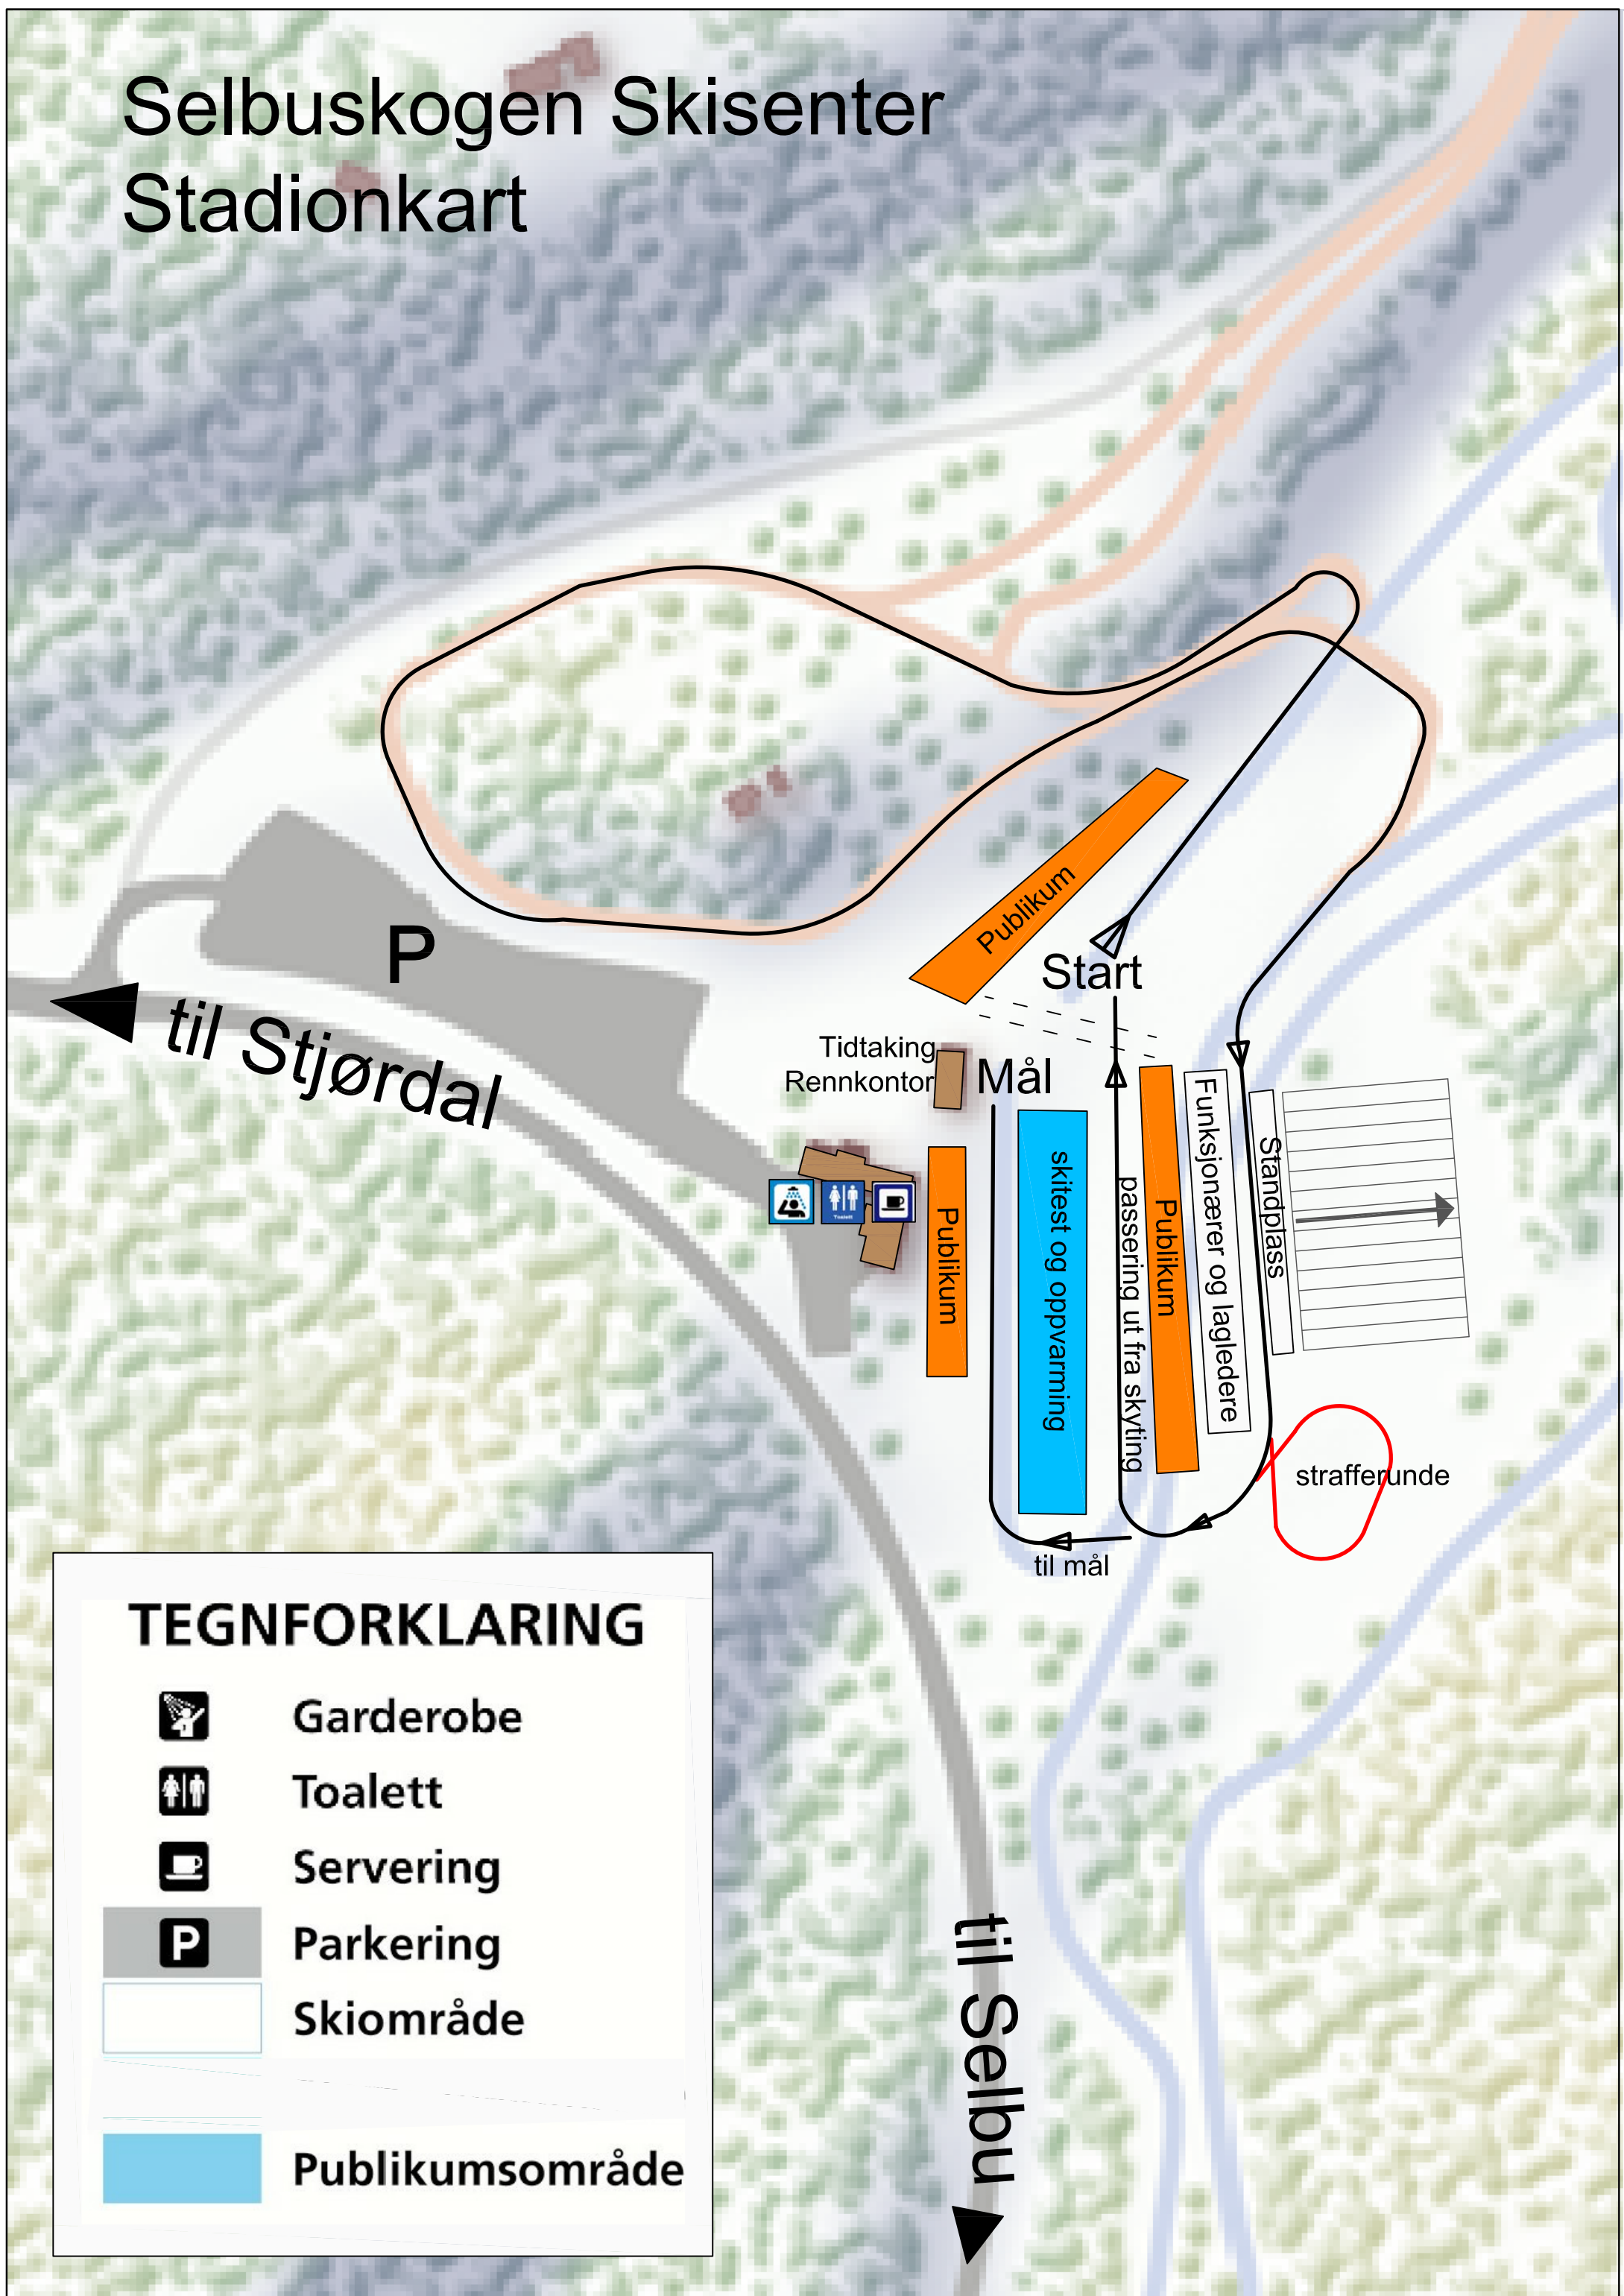 Selbuskogen Skisenter
Stadionkart
P
til Stjørdal
Publikum
Start
Tidtaking
Rennkontor
Mål
Toalett
Publikum
skitest og oppvarming
passering ut fra skyting
Publikum
Funksjonærer og lagledere
Standplass
strafferunde
til mål
til Selbu
TEGNFORKLARING
Garderobe
Toalett
Servering
P Parkering
Skiområde
Publikumsområde